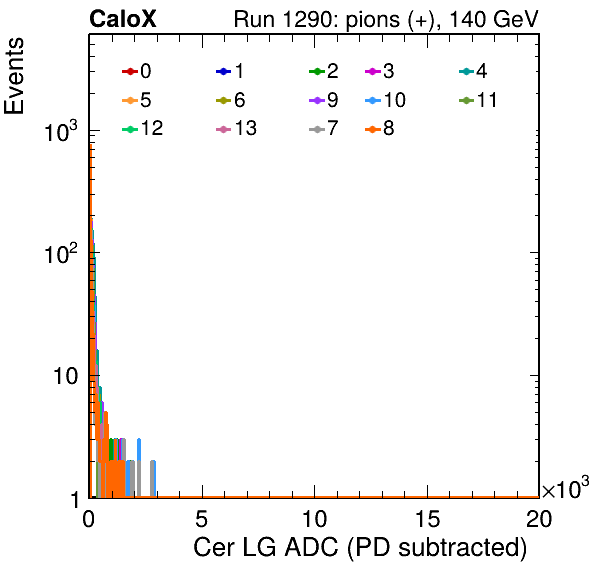 CaloX Run 1290: pions (+), 140 GeV
Events
0 1 2 3 4
5 6 9 10 11
12 13 7 8
10³
10²
10
1
0 5 10 15 20
×10³
Cer LG ADC (PD subtracted)